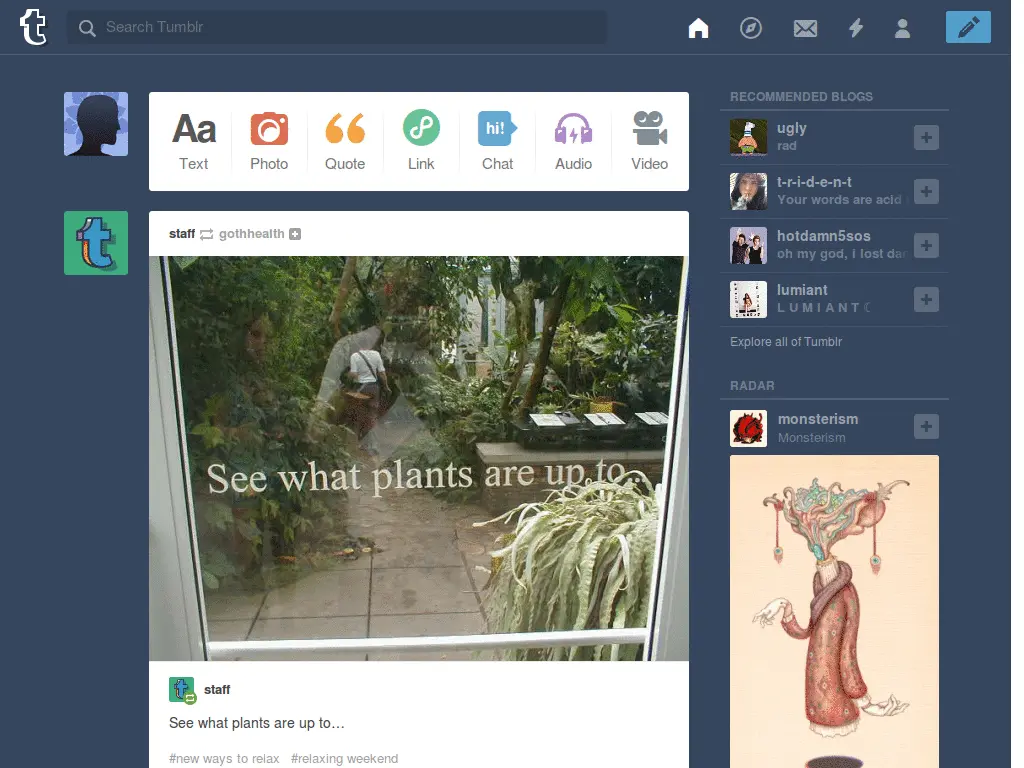 Search Tumblr
Aa
Text
Photo
Quote
Link
hi!
Chat
Audio
Video
staff gothhealth
See what plants are up to...
staff
See what plants are up to…
#new ways to relax #relaxing weekend
RECOMMENDED BLOGS
ugly
rad
t-r-i-d-e-n-t
Your words are acid
hotdamn5sos
oh my god, I lost
lumiant
L U M I A N T ☾
Explore all of Tumblr
RADAR
monsterism
Monsterism